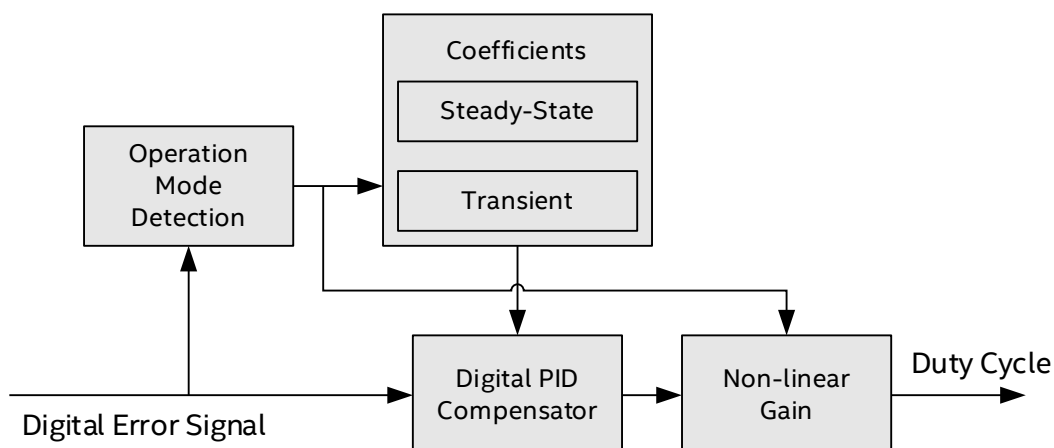 Coefficients
Steady-State
Transient
Operation
Mode
Detection
Digital PID
Compensator
Non-linear
Gain
Duty Cycle
Digital Error Signal